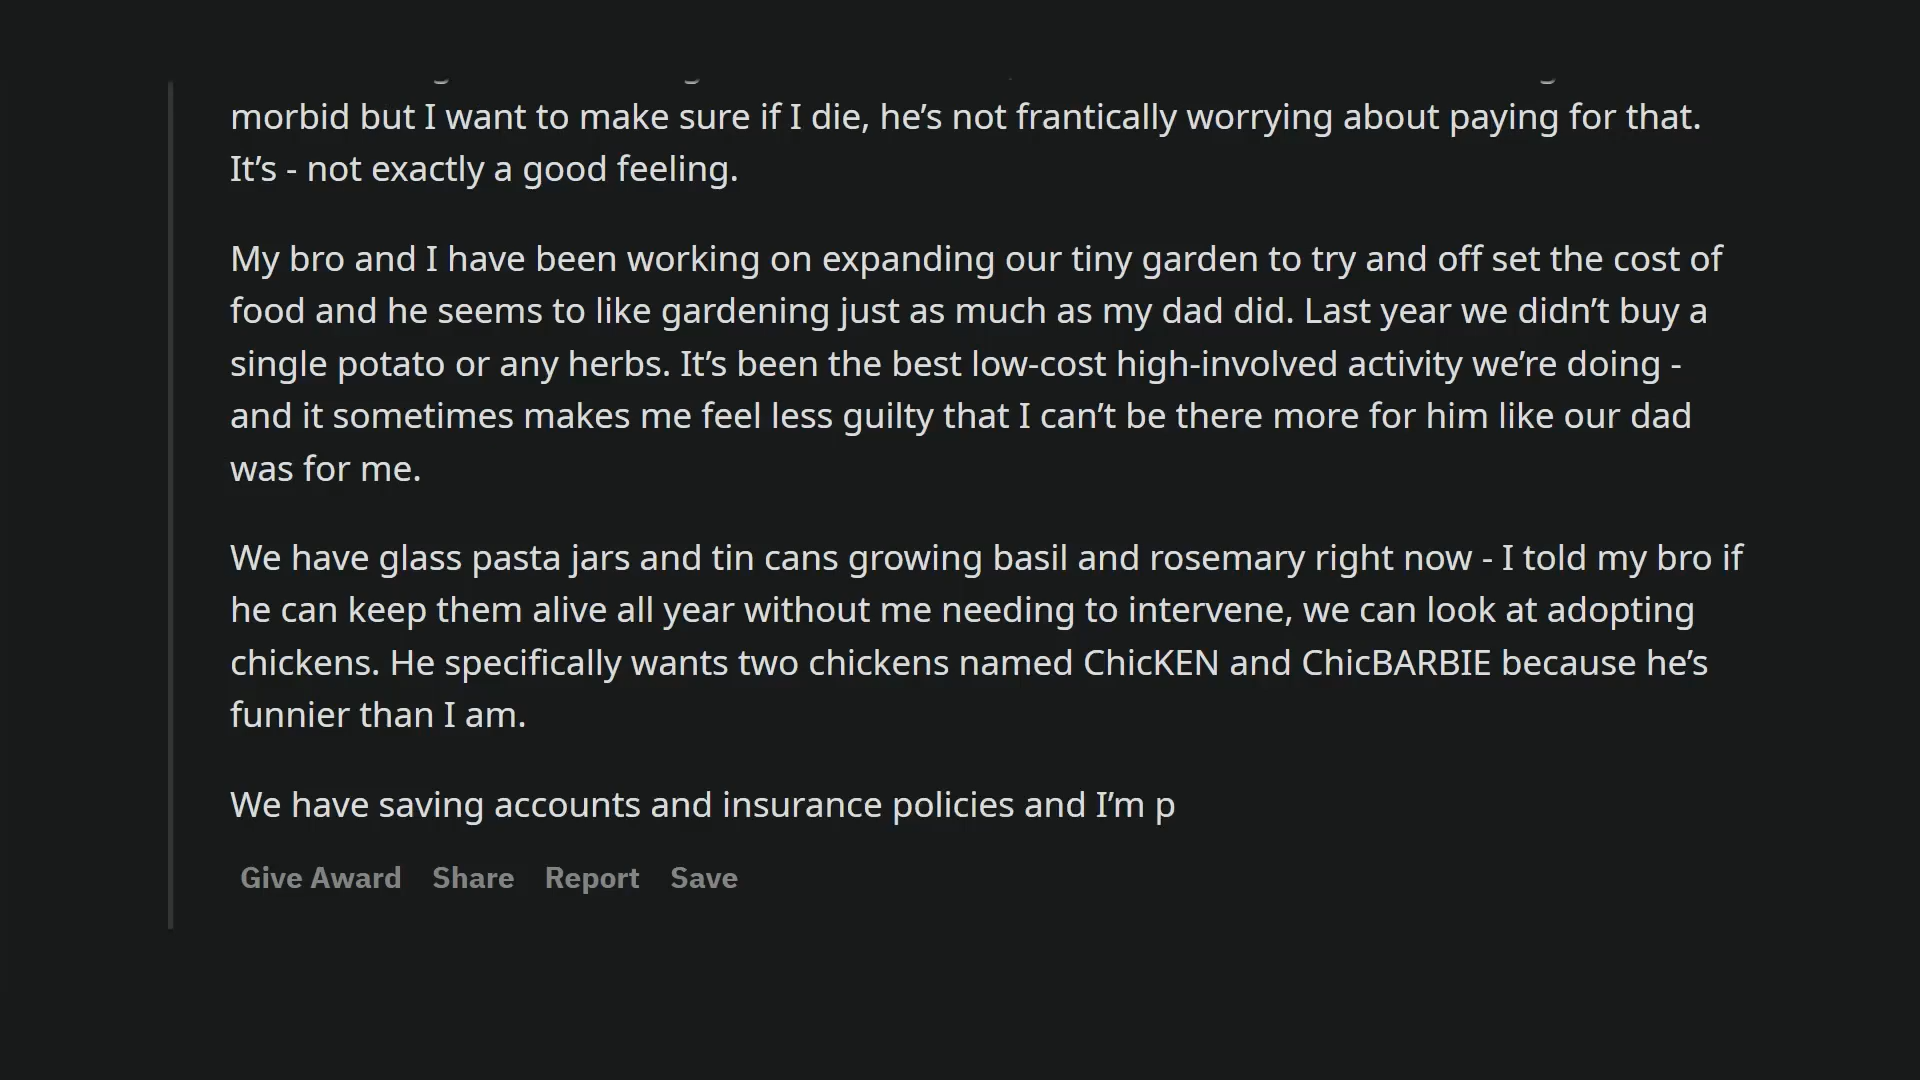 morbid but I want to make sure if I die, he’s not frantically worrying about paying for that.
It’s - not exactly a good feeling.
My bro and I have been working on expanding our tiny garden to try and off set the cost of
food and he seems to like gardening just as much as my dad did. Last year we didn’t buy a
single potato or any herbs. It’s been the best low-cost high-involved activity we’re doing -
and it sometimes makes me feel less guilty that I can’t be there more for him like our dad
was for me.
We have glass pasta jars and tin cans growing basil and rosemary right now - I told my bro if
he can keep them alive all year without me needing to intervene, we can look at adopting
chickens. He specifically wants two chickens named ChicKEN and ChicBARBIE because he’s
funnier than I am.
We have saving accounts and insurance policies and I’m p
Give Award Share Report Save